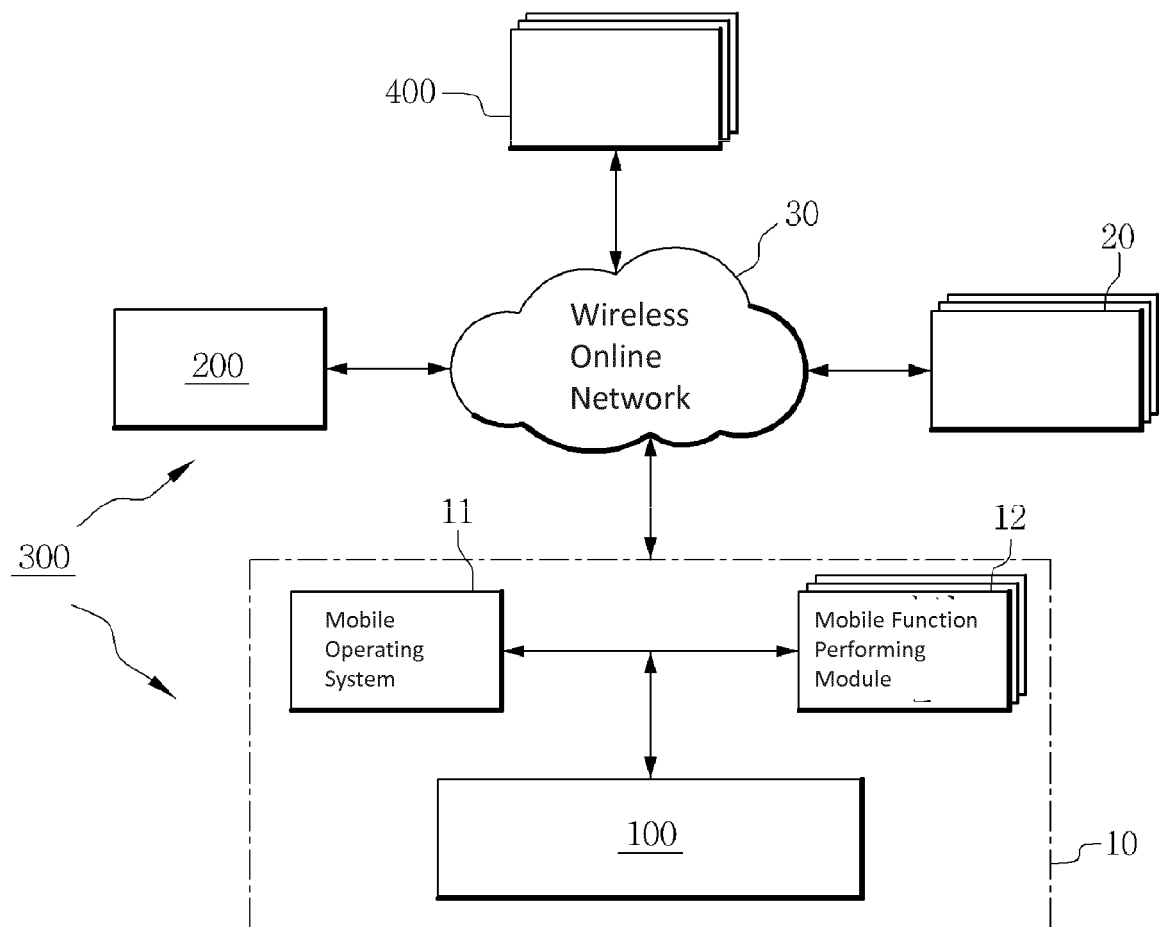 400
30
20
Wireless
Online
Network
200
11
12
300
Mobile
Operating
System
Mobile Function
Performing
Module
100
10